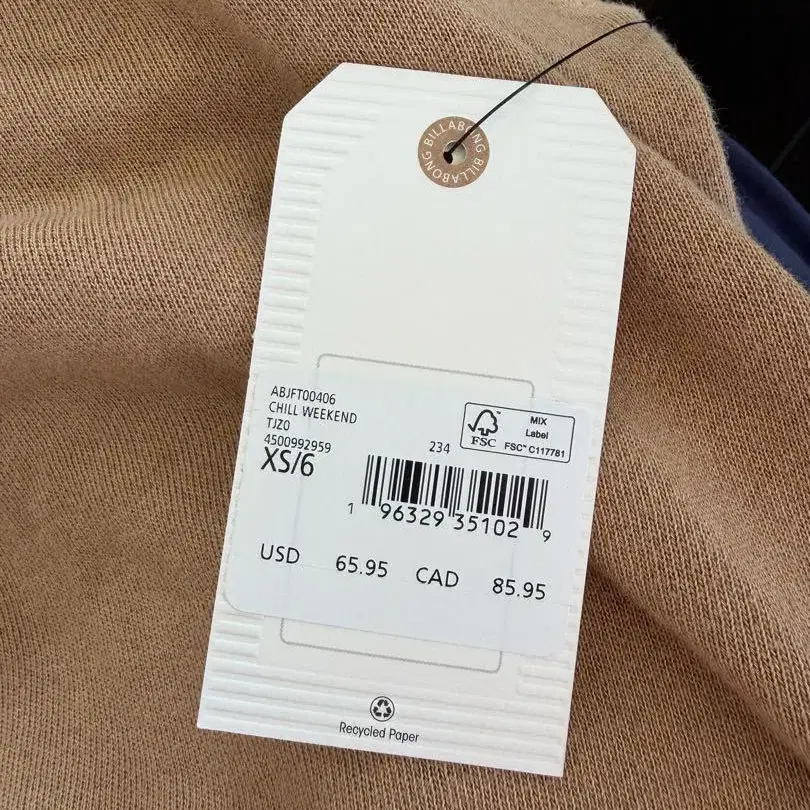 BILLABONG BILLABONG
ABJFT00406
CHILL WEEKEND
TJZ0
4500992959
XS/6
234
FSC
MIX
Label
FSC™ C117781
1 96329 35102 9
USD 65.95 CAD 85.95
Recycled Paper